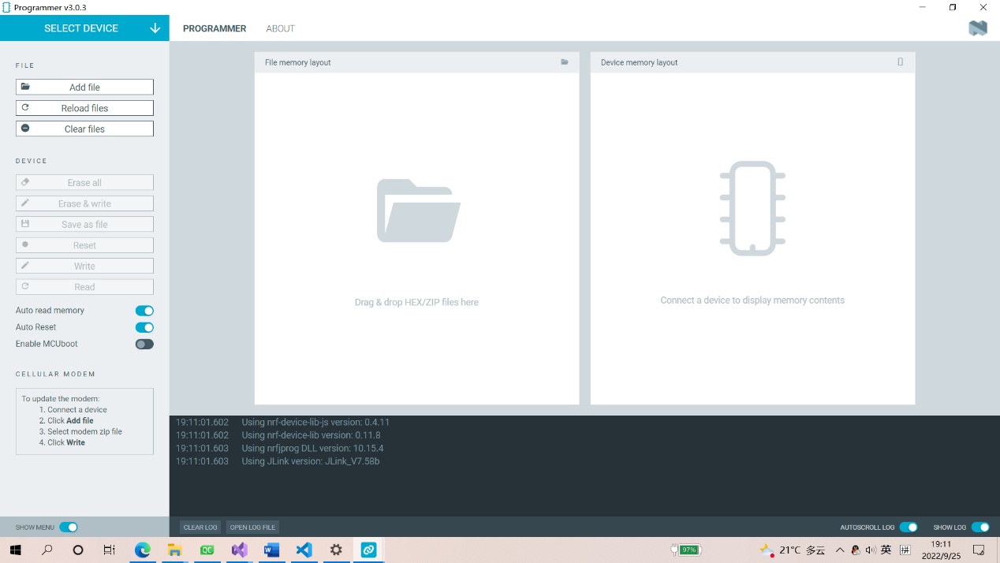 Programmer v3.0.3
SELECT DEVICE
PROGRAMMER
ABOUT
FILE
Add file
Reload files
Clear files
DEVICE
Erase all
Erase & write
Save as file
Reset
Write
Read
Auto read memory
Auto Reset
Enable MCUboot
CELLULAR MODEM
To update the modem:
1. Connect a device
2. Click Add file
3. Select modem zip file
4. Click Write
SHOW MENU
File memory layout
Drag & drop HEX/ZIP files here
Device memory layout
Connect a device to display memory contents
19:11:01.602 Using nrf-device-lib-js version: 0.4.11
19:11:01.602 Using nrf-device-lib version: 0.11.8
19:11:01.603 Using nrfjprog DLL version: 10.15.4
19:11:01.603 Using JLink version: JLink_V7.58b
CLEAR LOG
OPEN LOG FILE
AUTOSCROLL LOG
SHOW LOG
QC
W
97%
21°C 多云
英
拼
19:11
2022/9/25